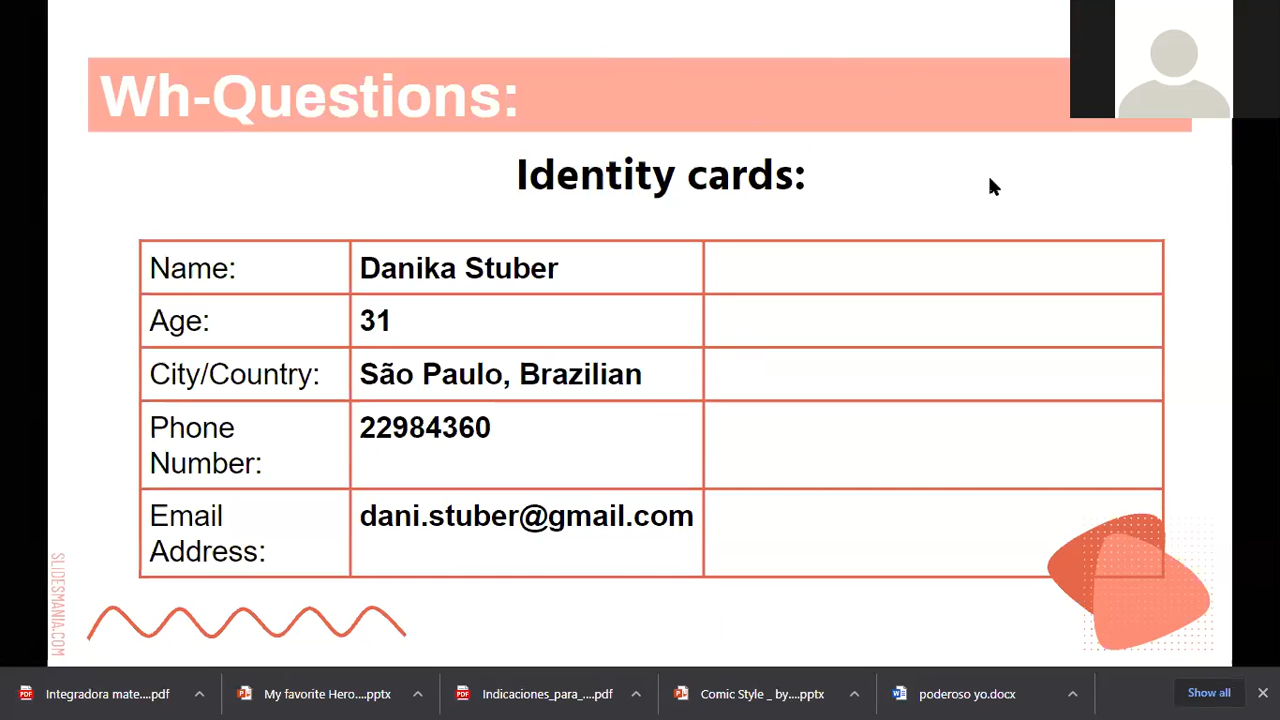 Wh-Questions:
Identity cards:
Name: Danika Stuber
Age: 31
City/Country: São Paulo, Brazilian
Phone Number: 22984360
Email Address: dani.stuber@gmail.com
SLIDESMANIA.COM
Integradora mate....pdf
My favorite Hero....pptx
Indicaciones_para_....pdf
Comic Style _ by....pptx
poderoso yo.docx
Show all